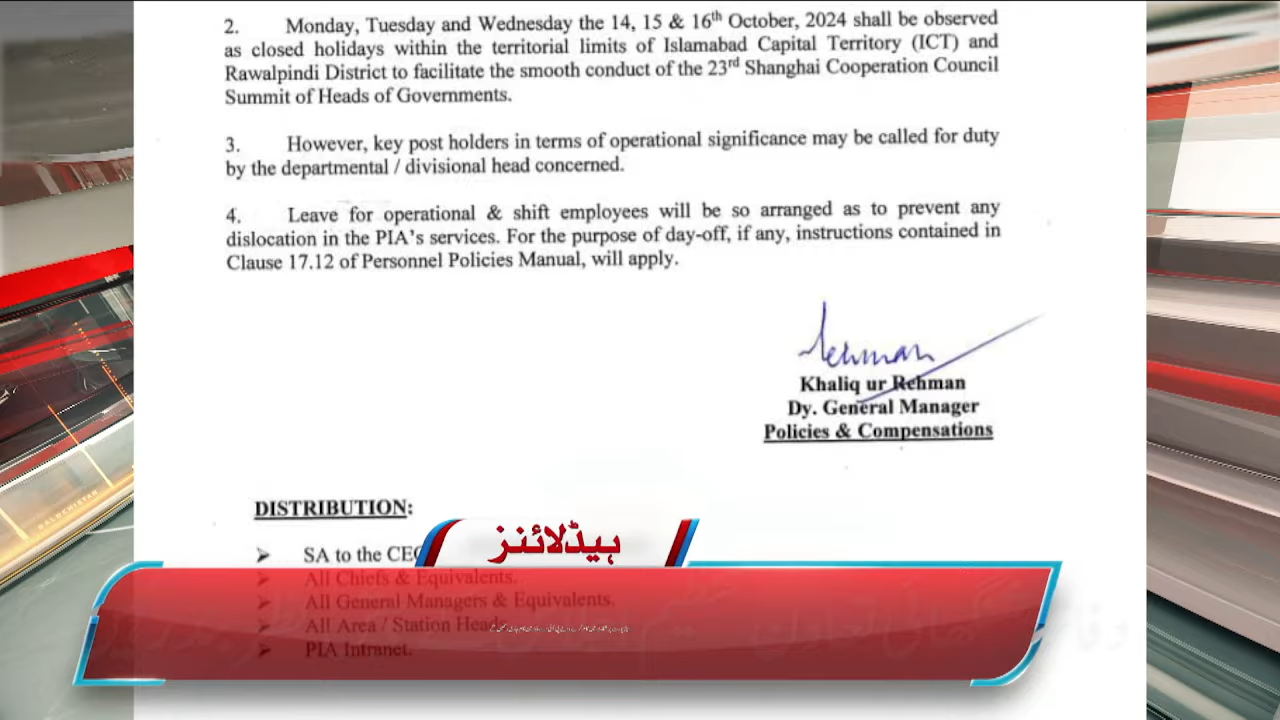 2. Monday, Tuesday and Wednesday the 14, 15 & 16th October, 2024 shall be observed
as closed holidays within the territorial limits of Islamabad Capital Territory (ICT) and
Rawalpindi District to facilitate the smooth conduct of the 23rd Shanghai Cooperation Council
Summit of Heads of Governments.
3. However, key post holders in terms of operational significance may be called for duty
by the departmental / divisional head concerned.
4. Leave for operational & shift employees will be so arranged as to prevent any
dislocation in the PIA's services. For the purpose of day-off, if any, instructions contained in
Clause 17.12 of Personnel Policies Manual, will apply.
Rehman
Khaliq ur Rehman
Dy. General Manager
Policies & Compensations
DISTRIBUTION:
➢ SA to the CEO
➢ All Chiefs & Equivalents.
➢ All General Managers & Equivalents.
➢ All Area / Station Heads
➢ PIA Intranet.
ہیڈلائنز
BALOCHISTAN